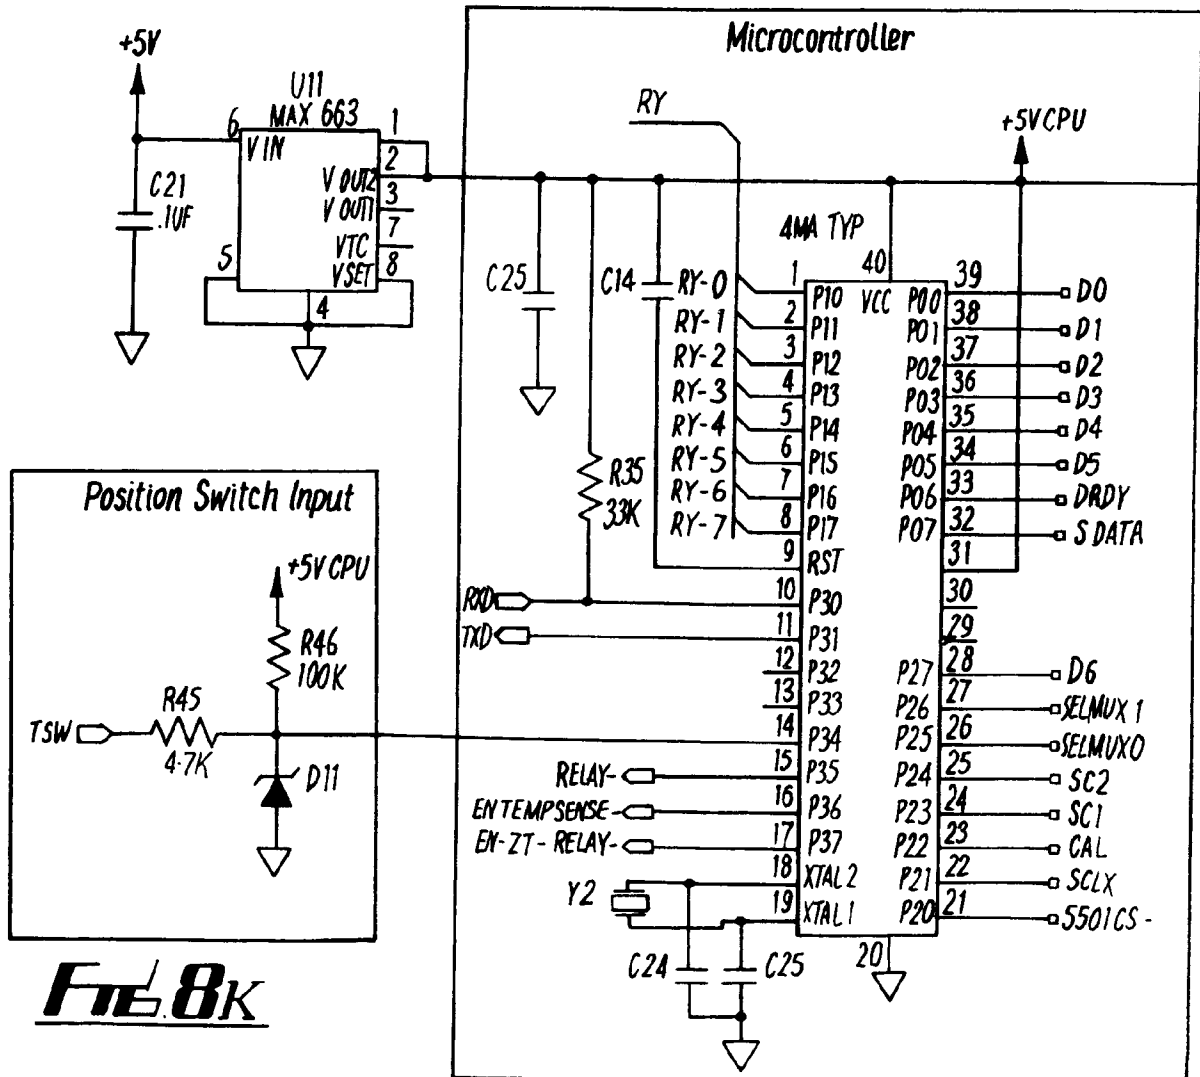 Microcontroller
+5V
U11
MAX 663
6
1
V IN
2
V OUT2
3
V OUT1
7
VTC
5
8
VSET
4
C21
.1UF
RY
+5V CPU
4MA TYP
C25
C14
40
VCC
RY-0 1 P10
RY-1 2 P11
RY-2 3 P12
RY-3 4 P13
RY-4 5 P14
RY-5 6 P15
RY-6 7 P16
RY-7 8 P17
9 RST
RXD 10 P30
TXD 11 P31
12 P32
13 P33
14 P34
RELAY- 15 P35
EN TEMPSENSE- 16 P36
EN-ZT-RELAY- 17 P37
18 XTAL2
19 XTAL1
P00 39 D0
P01 38 D1
P02 37 D2
P03 36 D3
P04 35 D4
P05 34 D5
P06 33 DRDY
P07 32 S DATA
31
30
29
P27 28 D6
P26 27 SELMUX 1
P25 26 SELMUX0
P24 25 SC2
P23 24 SC1
P22 23 CAL
P21 22 SCLX
P20 21 5501CS-
20
R35
33K
Y2
C24
C25
Position Switch Input
+5V CPU
R46
100K
R45
TSW
4.7K
D11
FIG. 8K